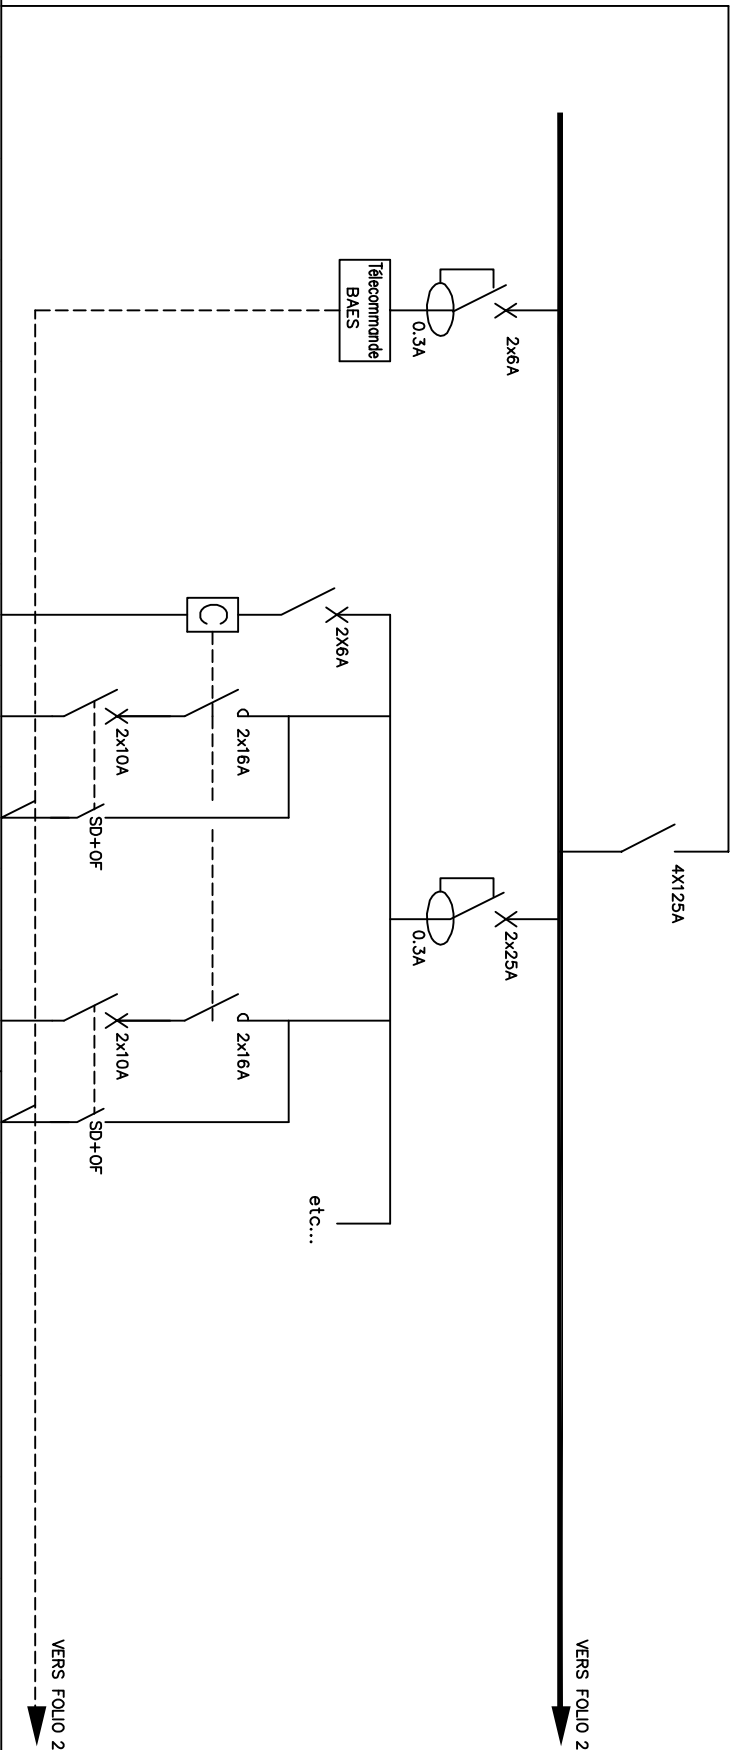 4X125A
VERS FOLIO 2
2x6A
2x25A
0.3A
0.3A
Télecommande
BAES
2X6A
etc...
C
2x16A
2x16A
2x10A
2x10A
SD+OF
SD+OF
VERS FOLIO 2